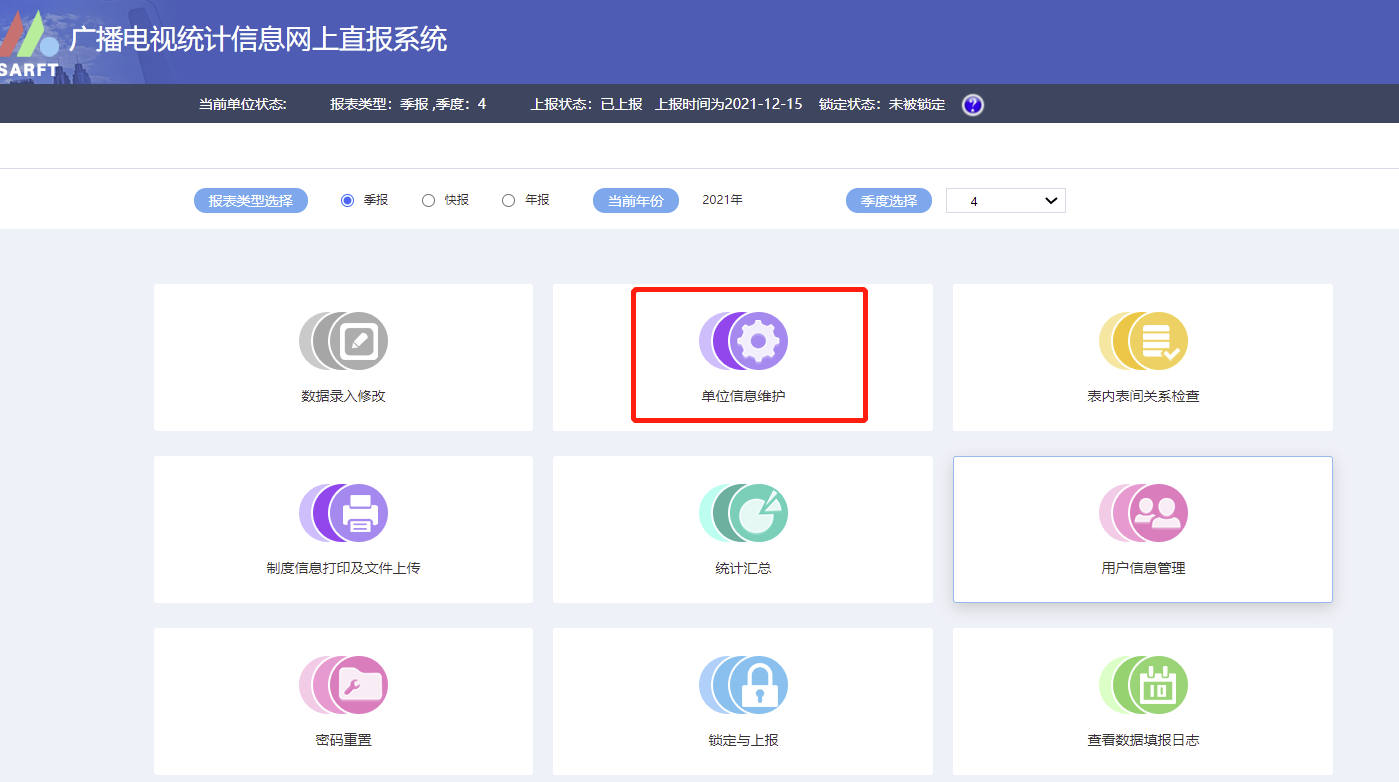 广播电视统计信息网上直报系统
SARFT
当前单位状态: 报表类型：季报 ,季度：4 上报状态：已上报 上报时间为2021-12-15 锁定状态：未被锁定 ?
报表类型选择 季报 快报 年报 当前年份 2021年 季度选择 4
数据录入修改 单位信息维护 表内表间关系检查
制度信息打印及文件上传 统计汇总 用户信息管理
密码重置 锁定与上报 查看数据填报日志